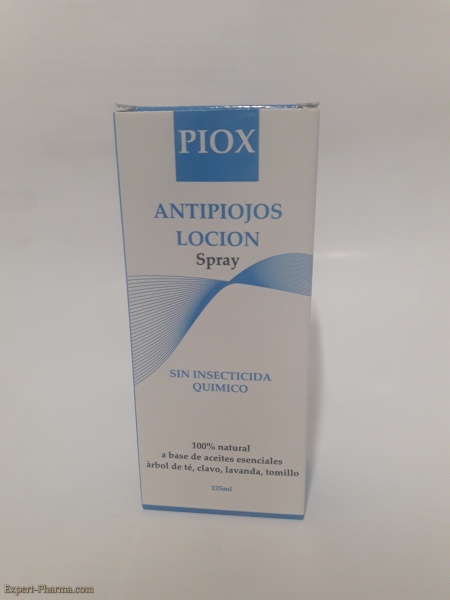 PIOX
ANTIPIOJOS
LOCION
Spray
SIN INSECTICIDA
QUIMICO
100% natural
a base de aceites esenciales
àrbol de té, clavo, lavanda, tomillo
125ml
Expert-Pharma.com